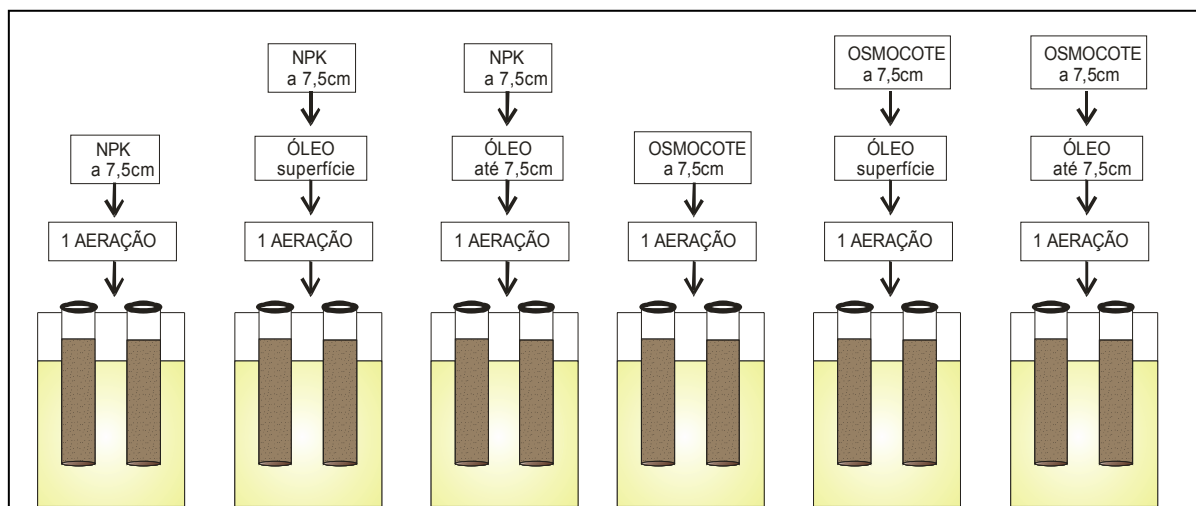 NPK
a 7,5cm
NPK
a 7,5cm
OSMOCOTE
a 7,5cm
OSMOCOTE
a 7,5cm
NPK
a 7,5cm
ÓLEO
superfície
ÓLEO
até 7,5cm
OSMOCOTE
a 7,5cm
ÓLEO
superfície
ÓLEO
até 7,5cm
1 AERAÇÃO
1 AERAÇÃO
1 AERAÇÃO
1 AERAÇÃO
1 AERAÇÃO
1 AERAÇÃO